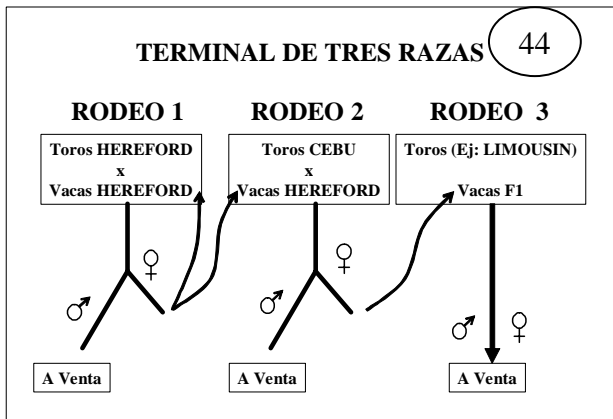 TERMINAL DE TRES RAZAS
44
RODEO 1
Toros HEREFORD
x
Vacas HEREFORD
A Venta
RODEO 2
Toros CEBU
x
Vacas HEREFORD
A Venta
RODEO 3
Toros (Ej: LIMOUSIN)
Vacas F1
A Venta